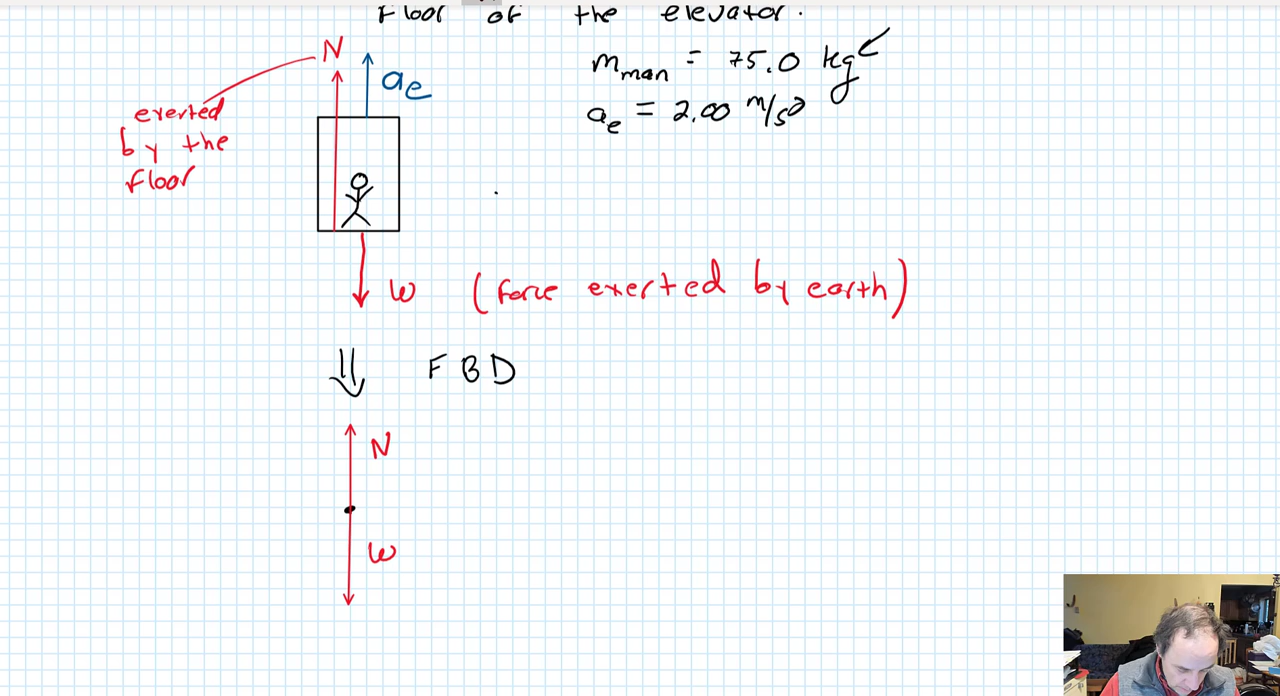 Floor of the elevator.
N
a_e
m_man = 75.0 kg
a_e = 2.00 m/s²
exerted
by the
floor
W (Force exerted by earth)
⇓ FBD
N
W